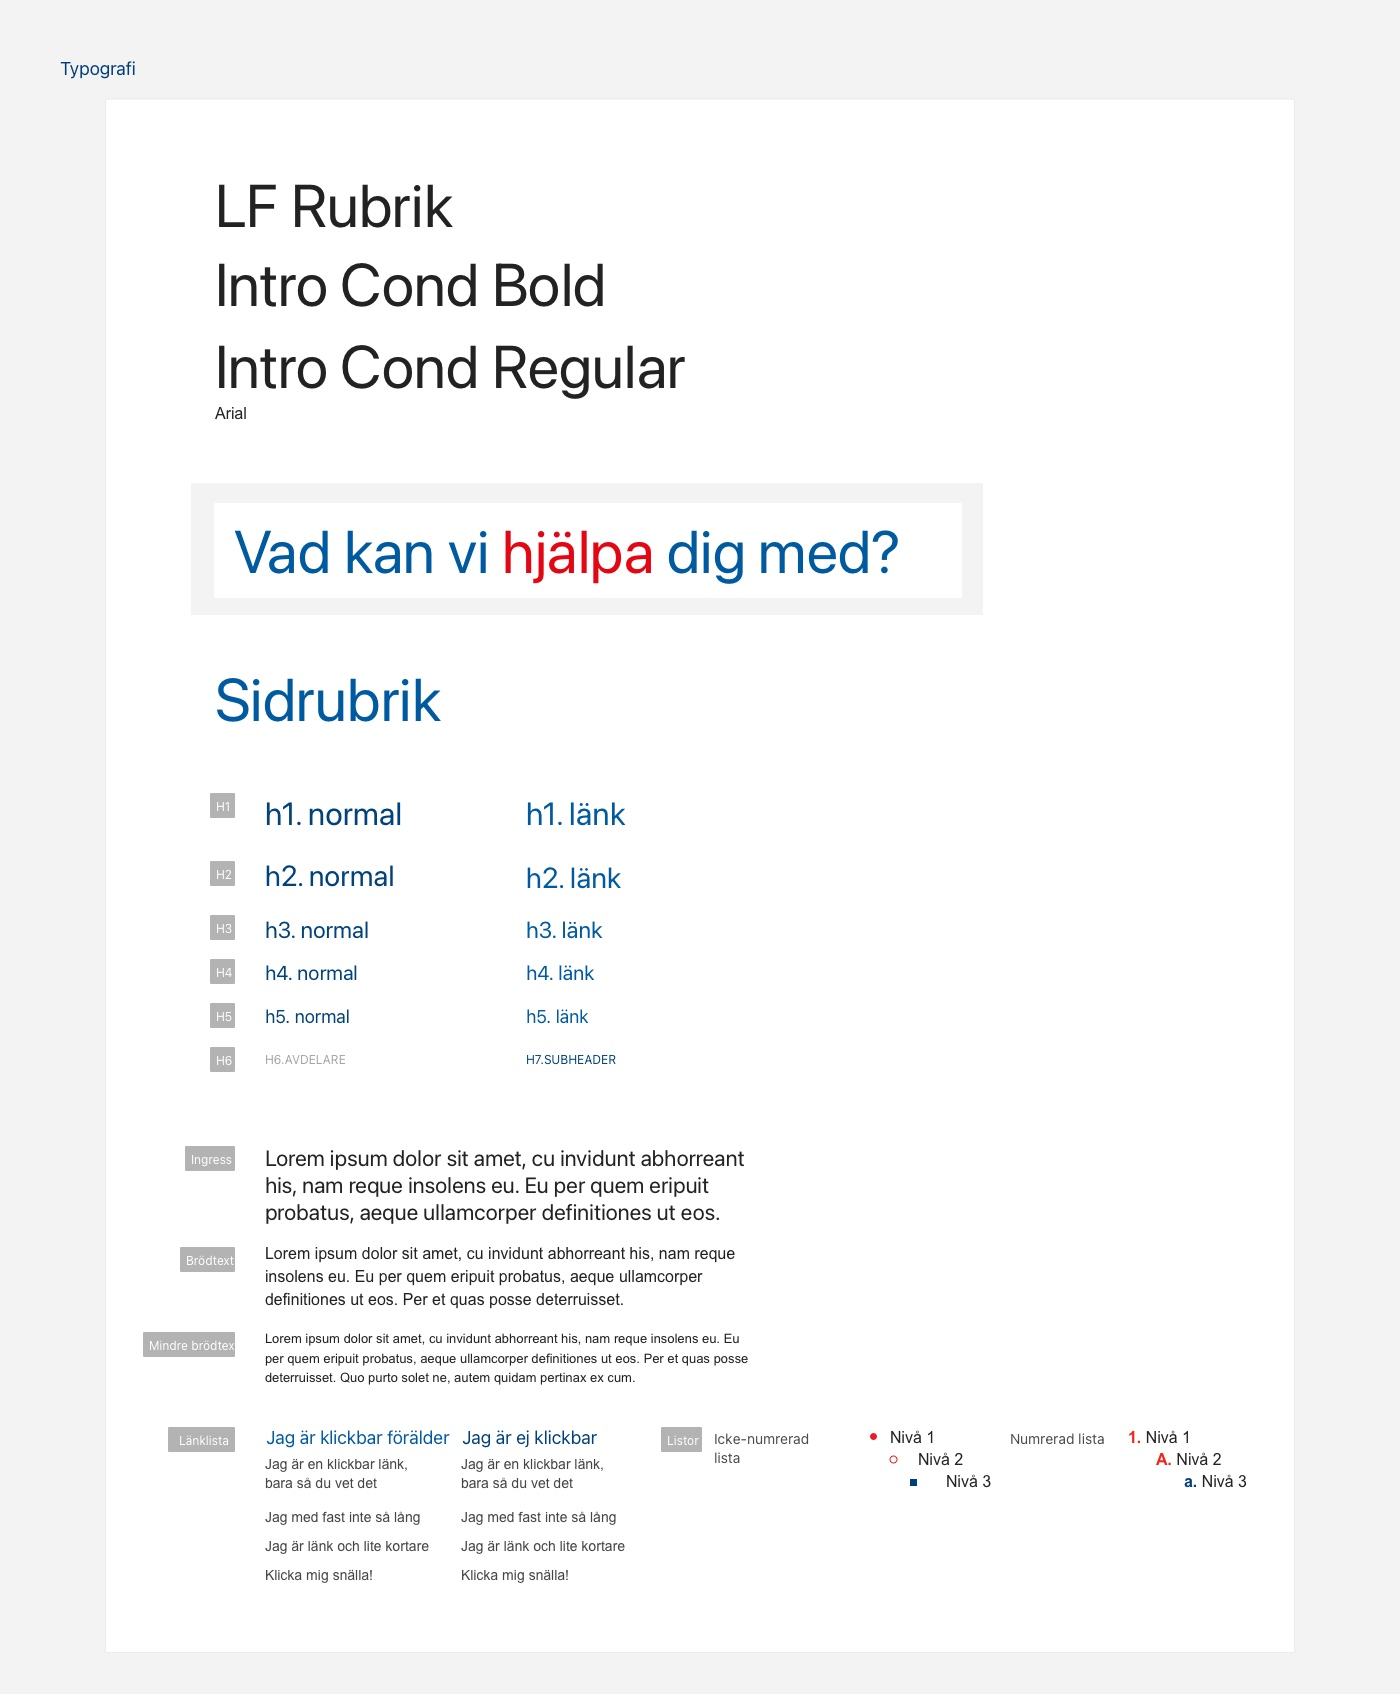 Typografi
LF Rubrik
Intro Cond Bold
Intro Cond Regular
Arial
Vad kan vi hjälpa dig med?
Sidrubrik
H1 h1. normal h1. länk
H2 h2. normal h2. länk
H3 h3. normal h3. länk
H4 h4. normal h4. länk
H5 h5. normal h5. länk
H6 H6.AVDELARE H7.SUBHEADER
Ingress
Lorem ipsum dolor sit amet, cu invidunt abhorreant
his, nam reque insolens eu. Eu per quem eripuit
probatus, aeque ullamcorper definitiones ut eos.
Brödtext
Lorem ipsum dolor sit amet, cu invidunt abhorreant his, nam reque
insolens eu. Eu per quem eripuit probatus, aeque ullamcorper
definitiones ut eos. Per et quas posse deterruisset.
Mindre brödtex
Lorem ipsum dolor sit amet, cu invidunt abhorreant his, nam reque insolens eu. Eu
per quem eripuit probatus, aeque ullamcorper definitiones ut eos. Per et quas posse
deterruisset. Quo purto solet ne, autem quidam pertinax ex cum.
Länklista
Jag är klickbar förälder
Jag är en klickbar länk,
bara så du vet det
Jag med fast inte så lång
Jag är länk och lite kortare
Klicka mig snälla!
Jag är ej klickbar
Jag är en klickbar länk,
bara så du vet det
Jag med fast inte så lång
Jag är länk och lite kortare
Klicka mig snälla!
Listor
Icke-numrerad
lista
Nivå 1
Nivå 2
Nivå 3
Numrerad lista
1. Nivå 1
A. Nivå 2
a. Nivå 3